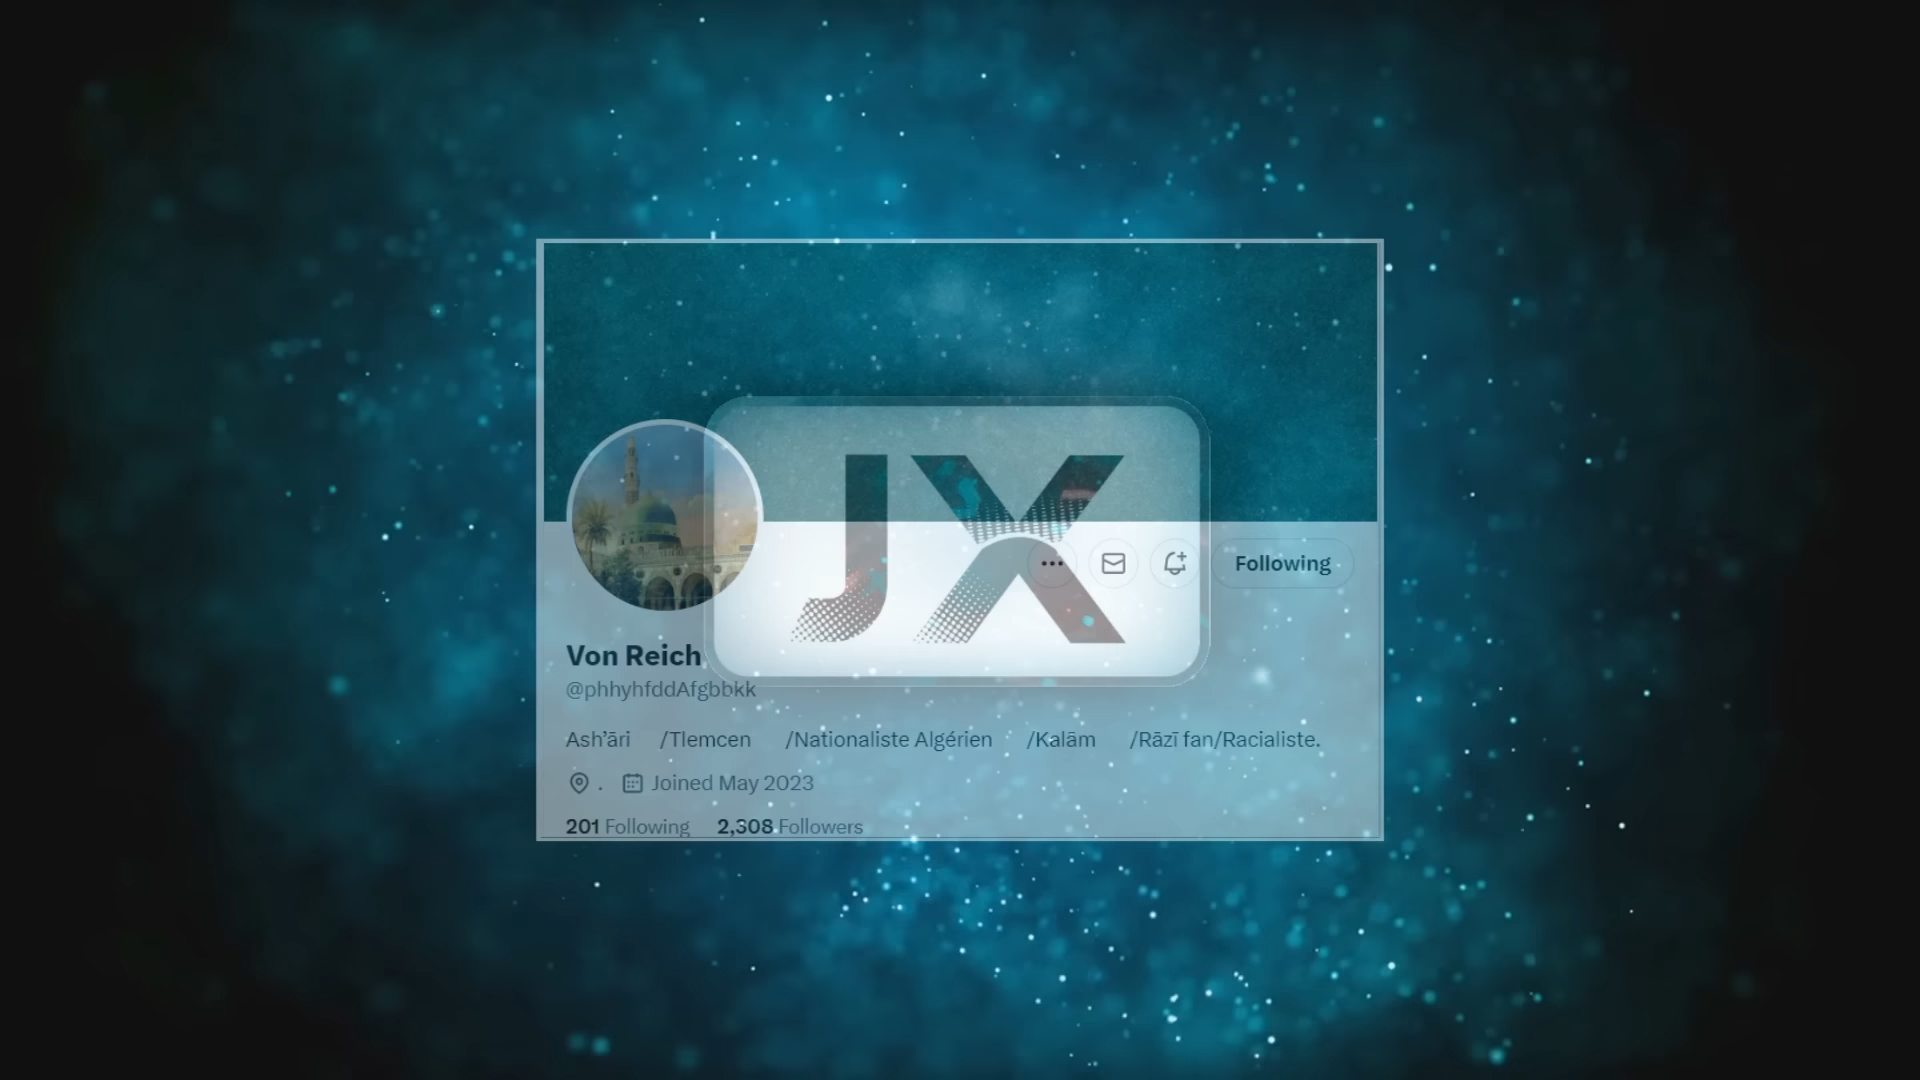 JX
Following
Von Reich
@phhyhfddAfgbbkk
Ash'āri /Tlemcen /Nationaliste Algérien /Kalām /Rāzī fan/Racialiste.
. Joined May 2023
201 Following 2,308 Followers